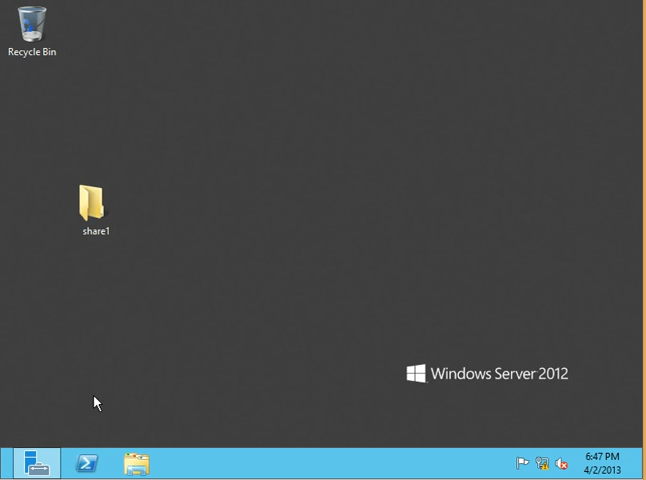 Recycle Bin
share1
Windows Server 2012
6:47 PM
4/2/2013